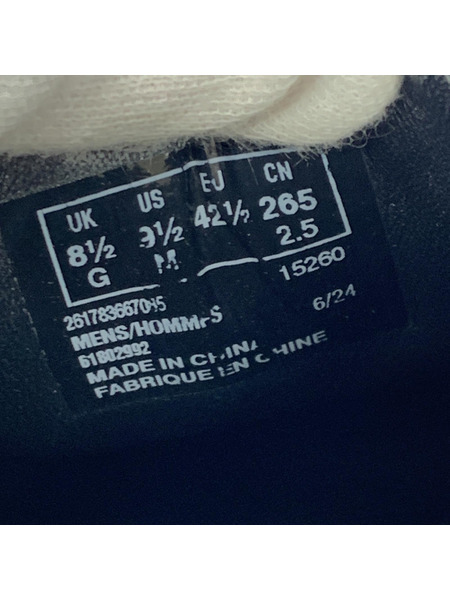 UK US EU CN
8½ 9½ 42½ 265
G M 2.5
15260
261783667045
MENS/HOMMES 6/24
61802992
MADE IN CHINA
FABRIQUE EN CHINE